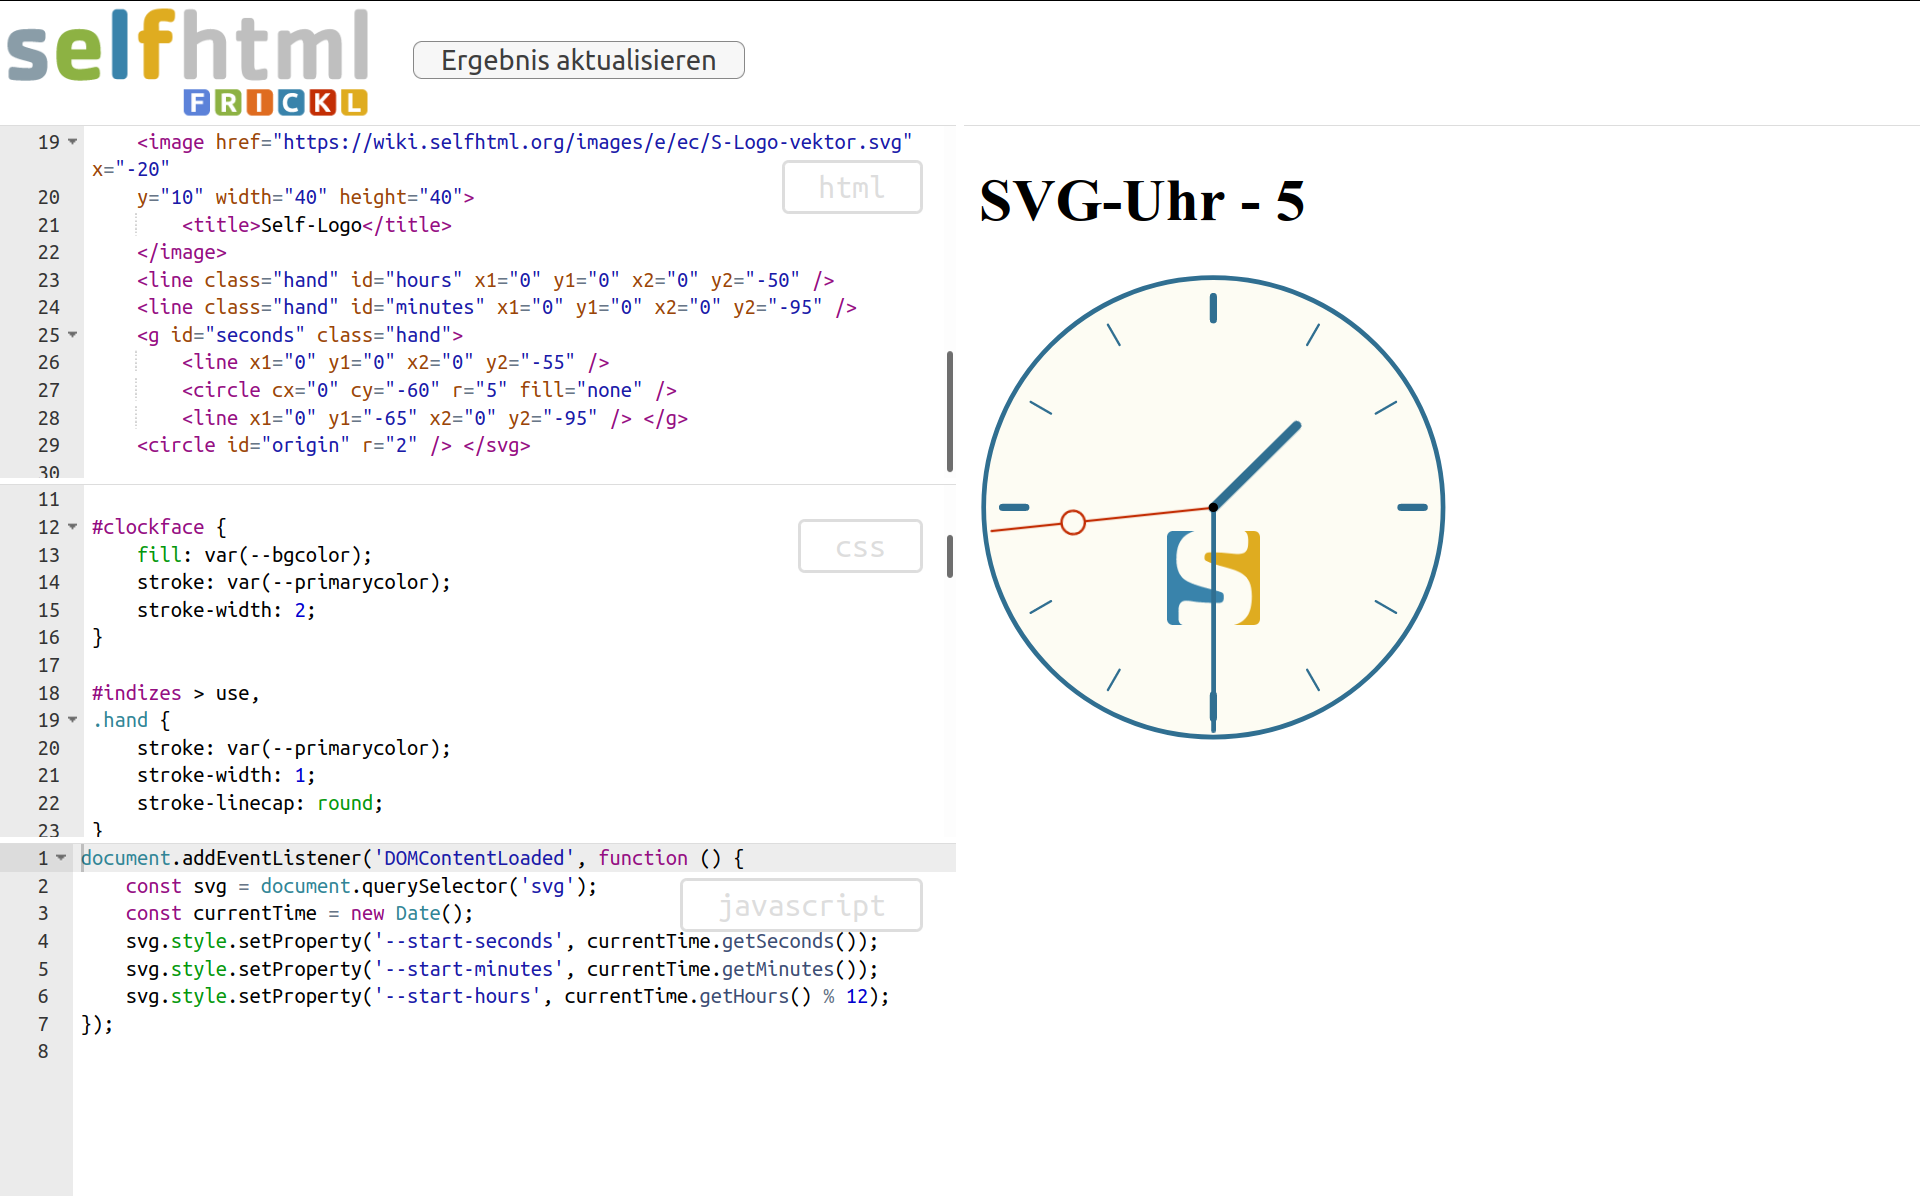 selfhtml
FRICKL
Ergebnis aktualisieren
19 <image href="https://wiki.selfhtml.org/images/e/ec/S-Logo-vektor.svg"
x="-20"
20 y="10" width="40" height="40">
21 <title>Self-Logo</title>
22 </image>
23 <line class="hand" id="hours" x1="0" y1="0" x2="0" y2="-50" />
24 <line class="hand" id="minutes" x1="0" y1="0" x2="0" y2="-95" />
25 <g id="seconds" class="hand">
26 <line x1="0" y1="0" x2="0" y2="-55" />
27 <circle cx="0" cy="-60" r="5" fill="none" />
28 <line x1="0" y1="-65" x2="0" y2="-95" /> </g>
29 <circle id="origin" r="2" /> </svg>
30
html
11
12 #clockface {
13 fill: var(--bgcolor);
14 stroke: var(--primarycolor);
15 stroke-width: 2;
16 }
17
18 #indizes > use,
19 .hand {
20 stroke: var(--primarycolor);
21 stroke-width: 1;
22 stroke-linecap: round;
23 }
css
1 document.addEventListener('DOMContentLoaded', function () {
2 const svg = document.querySelector('svg');
3 const currentTime = new Date();
4 svg.style.setProperty('--start-seconds', currentTime.getSeconds());
5 svg.style.setProperty('--start-minutes', currentTime.getMinutes());
6 svg.style.setProperty('--start-hours', currentTime.getHours() % 12);
7 });
8
javascript
SVG-Uhr - 5
S